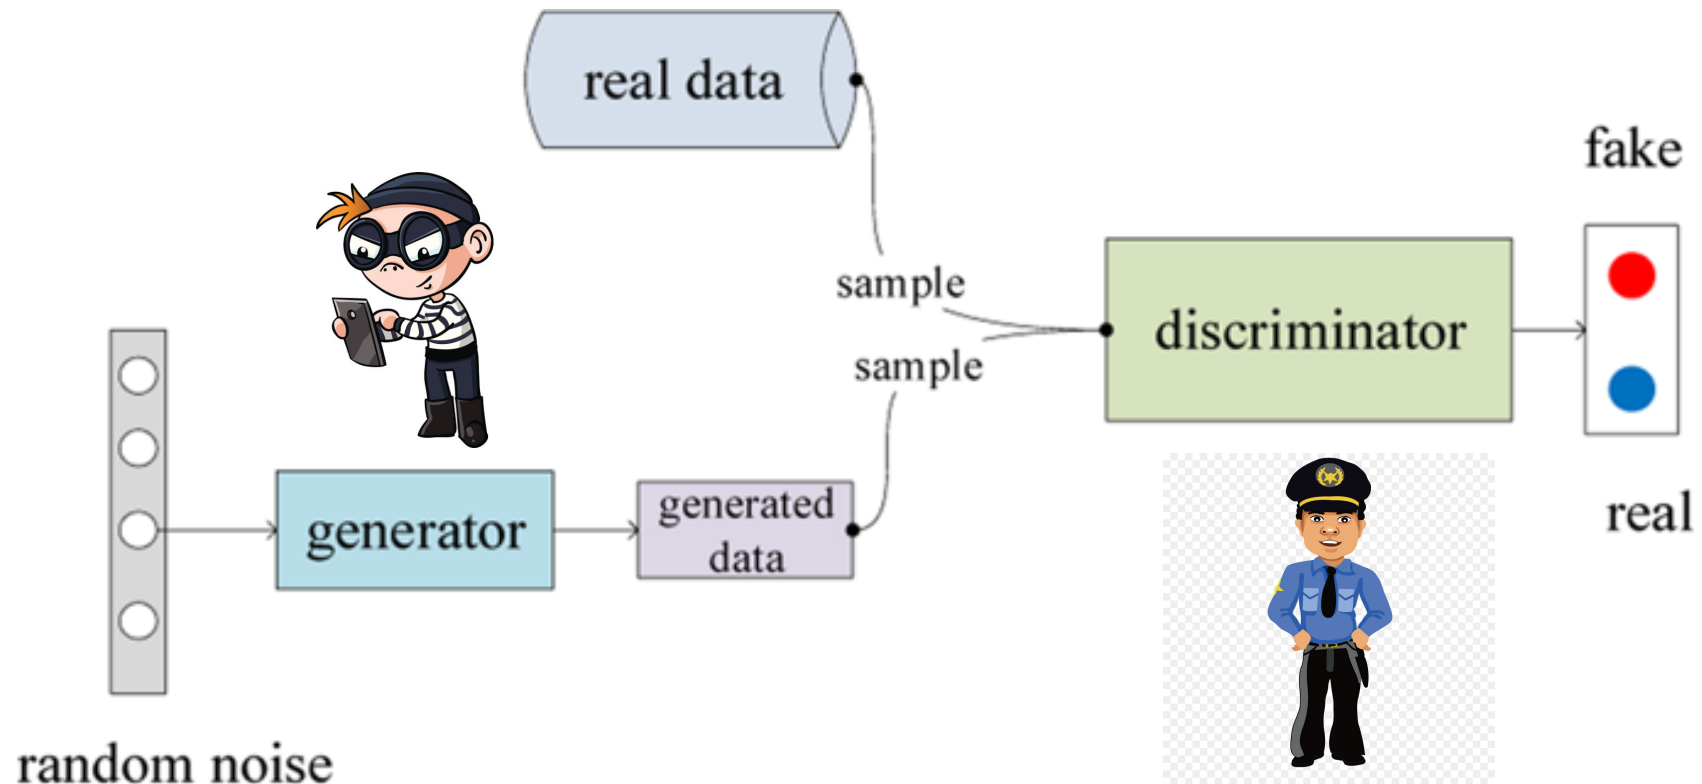 real data
fake
sample
discriminator
sample
generated
data
generator
real
random noise